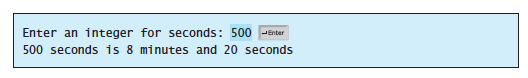 Enter an integer for seconds: 500 ↵Enter
500 seconds is 8 minutes and 20 seconds